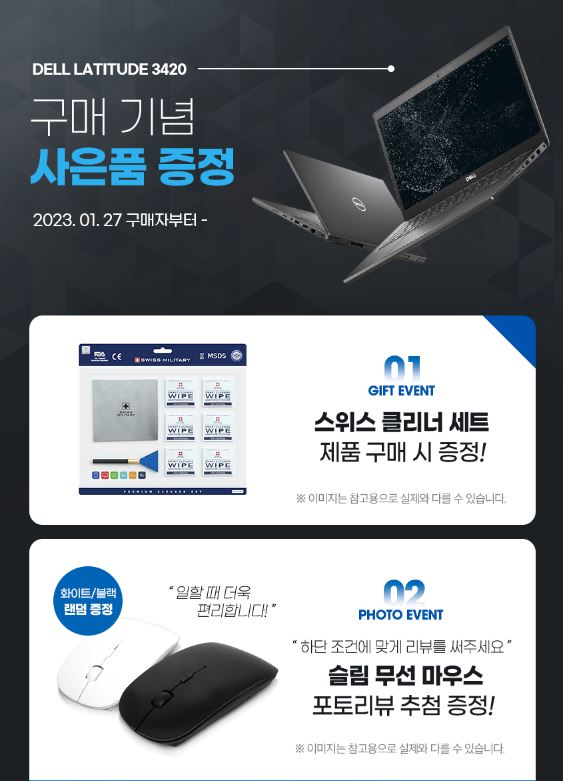 DELL LATITUDE 3420
구매 기념
사은품 증정
2023. 01. 27 구매자부터 -
DELL
DELL
FDA
CE
SWISS MILITARY
MSDS
WIPE
WIPE
WIPE
WIPE
WIPE
WIPE
PREMIUM CLEANER SET
01
GIFT EVENT
스위스 클리너 세트
제품 구매 시 증정!
※ 이미지는 참고용으로 실제와 다를 수 있습니다.
화이트/블랙
랜덤 증정
“ 일할 때 더욱
편리합니다! ”
02
PHOTO EVENT
“ 하단 조건에 맞게 리뷰를 써주세요 ”
슬림 무선 마우스
포토리뷰 추첨 증정!
※ 이미지는 참고용으로 실제와 다를 수 있습니다.